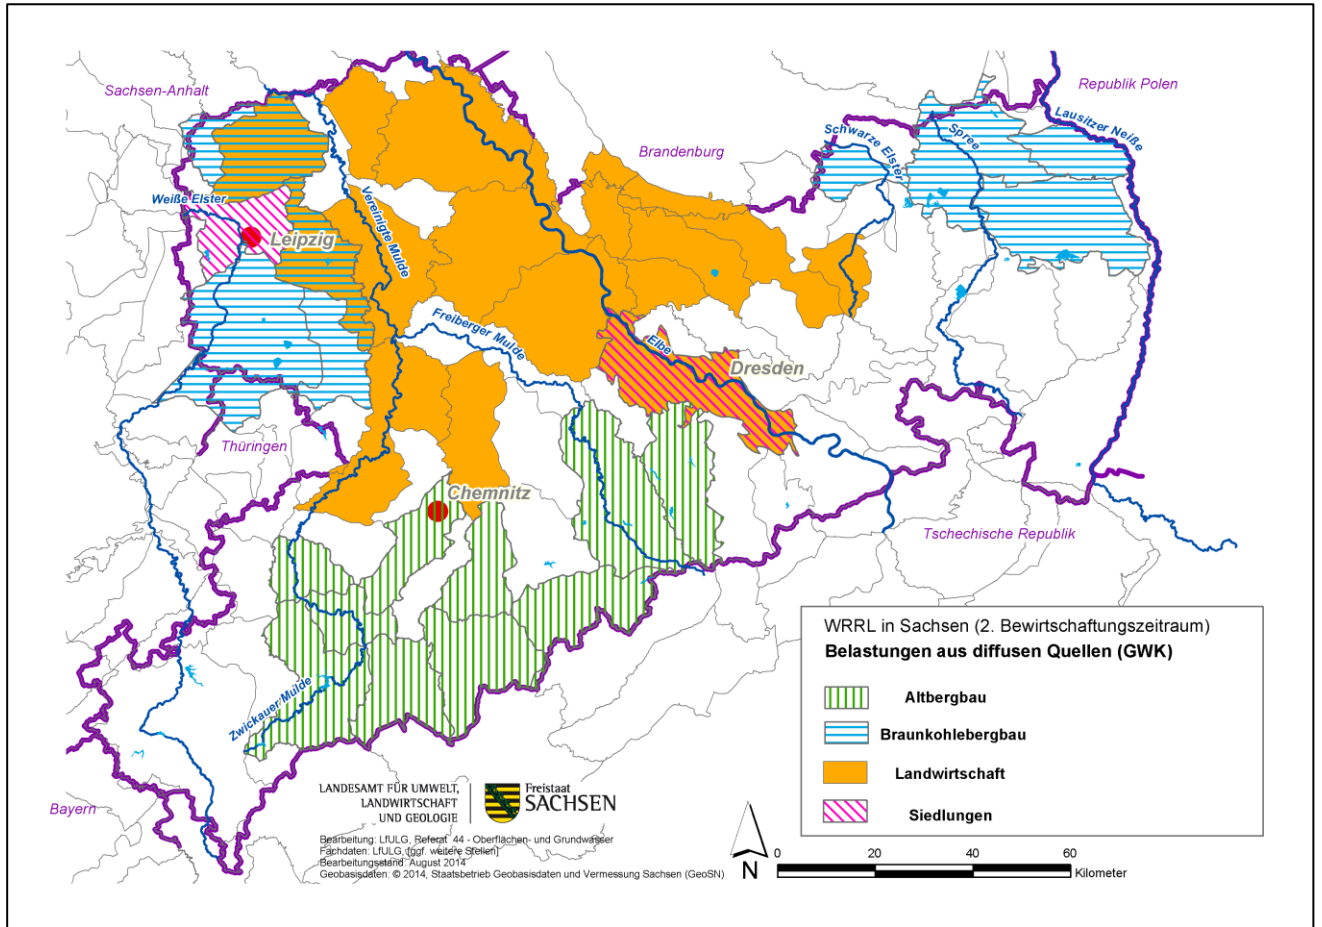 Sachsen-Anhalt
Republik Polen
Lausitzer Neiße
Schwarze Elster
Spree
Brandenburg
Weiße Elster
Vereinigte Mulde
Leipzig
Freiberger Mulde
Elbe
Dresden
Thüringen
Chemnitz
Tschechische Republik
Zwickauer Mulde
Bayern
WRRL in Sachsen (2. Bewirtschaftungszeitraum)
Belastungen aus diffusen Quellen (GWK)
Altbergbau
Braunkohlebergbau
Landwirtschaft
Siedlungen
LANDESAMT FÜR UMWELT,
LANDWIRTSCHAFT
UND GEOLOGIE
Freistaat
SACHSEN
Bearbeitung: LfULG, Referat 44 - Oberflächen- und Grundwasser
Fachdaten: LfULG, [ggf. weitere Stellen]
Bearbeitungsstand: August 2014
Geobasisdaten: © 2014, Staatsbetrieb Geobasisdaten und Vermessung Sachsen (GeoSN)
N
0 20 40 60
Kilometer